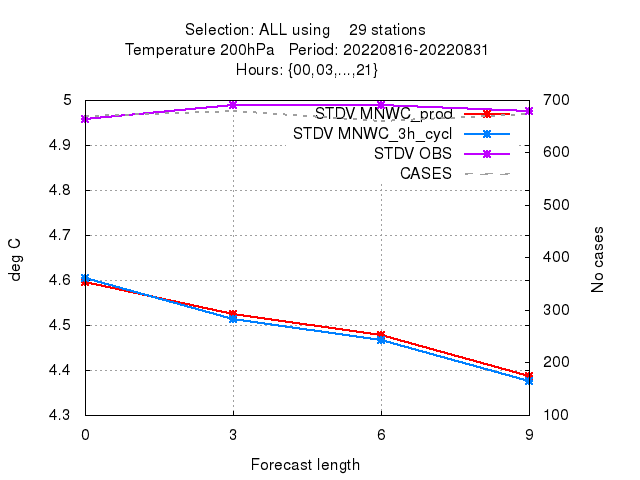 Selection: ALL using 29 stations
Temperature 200hPa Period: 20220816-20220831
Hours: {00,03,...,21}
5 700
STDV MNWC_prod
4.9 STDV MNWC_3h_cycl 600
STDV OBS
4.8 CASES 500
4.7 400
deg C No cases
4.6 300
4.5
4.4 200
4.3 100
0 3 6 9
Forecast length